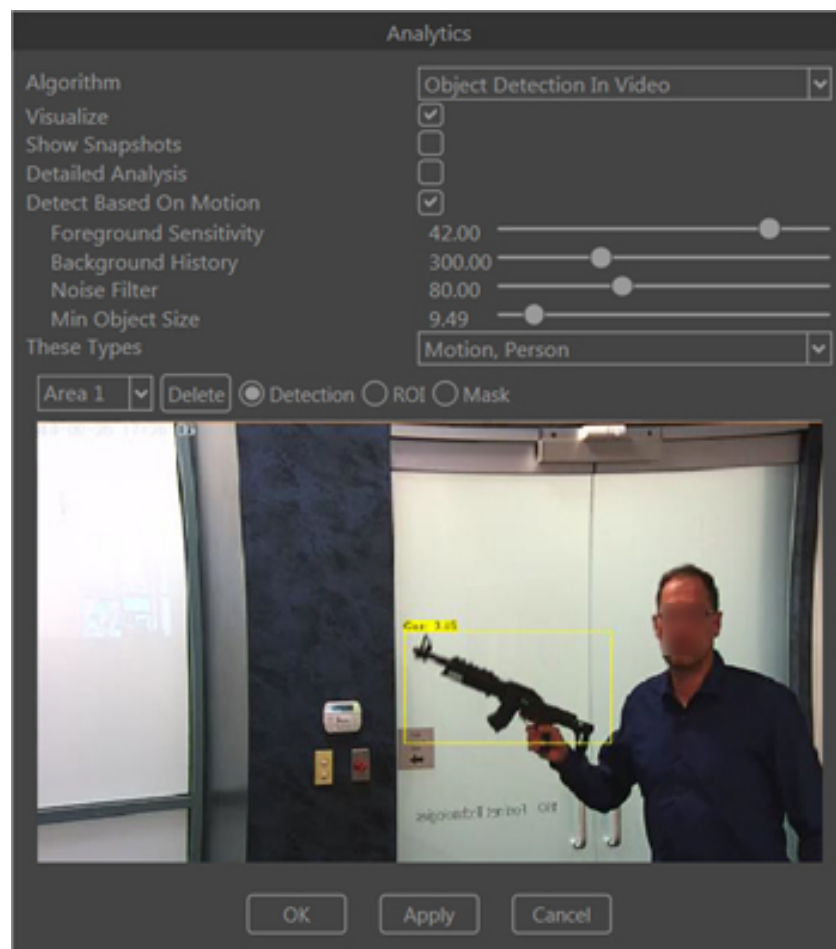 Analytics
Algorithm Object Detection In Video
Visualize
Show Snapshots
Detailed Analysis
Detect Based On Motion
Foreground Sensitivity 42.00
Background History 300.00
Noise Filter 80.00
Min Object Size 9.49
These Types Motion, Person
Area 1 Delete Detection ROI Mask
OK Apply Cancel